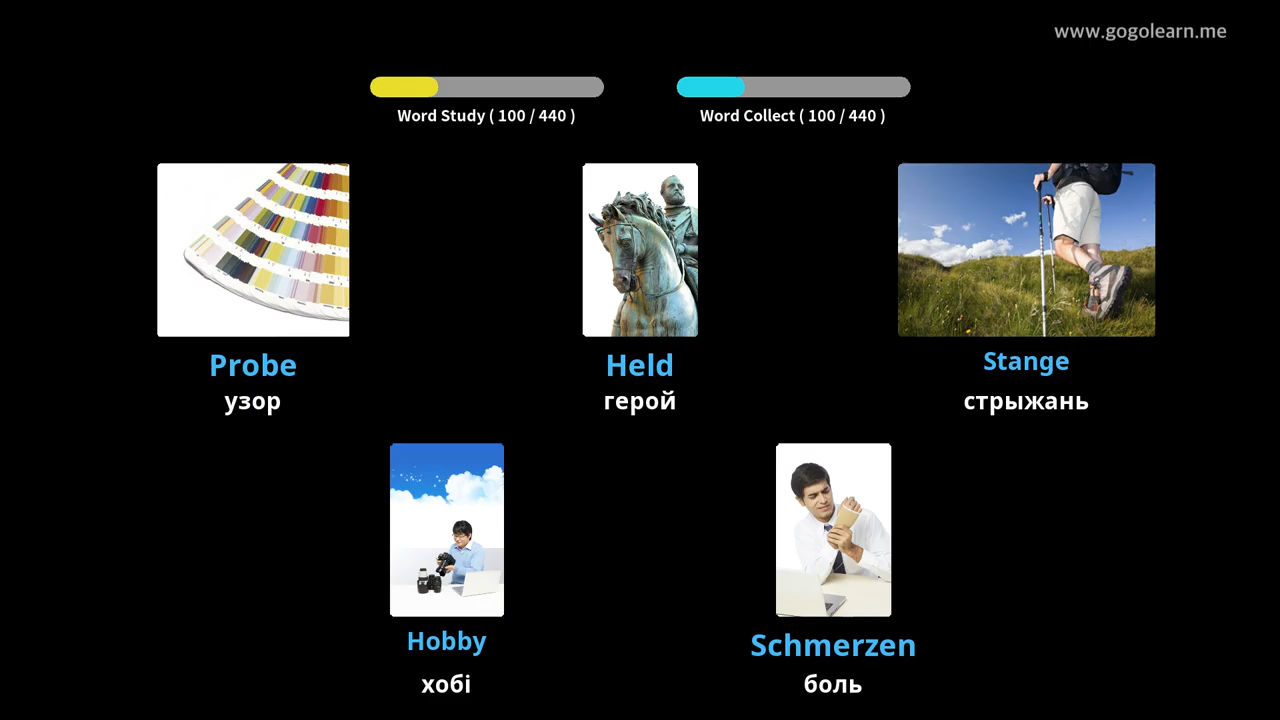 www.gogolearn.me
Word Study ( 100 / 440 )
Word Collect ( 100 / 440 )
Probe
узор
Held
герой
Stange
стрыжань
Hobby
хобі
Schmerzen
боль